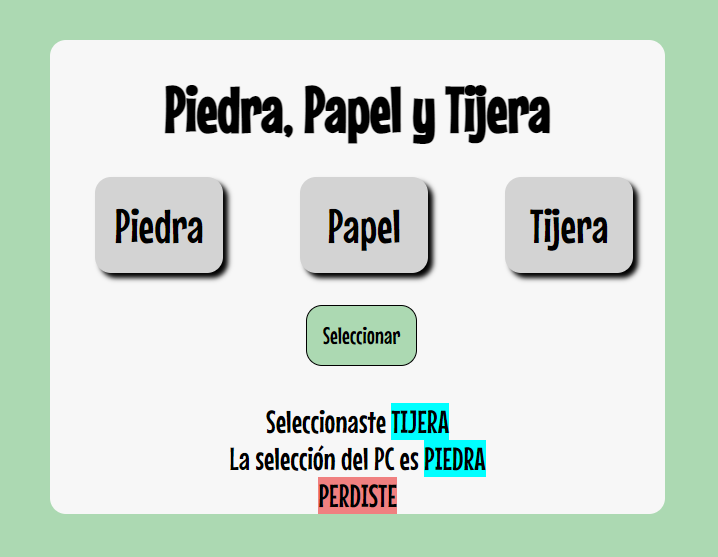 Piedra, Papel y Tijera
Piedra Papel Tijera
Seleccionar
Seleccionaste TIJERA
La selección del PC es PIEDRA
PERDISTE